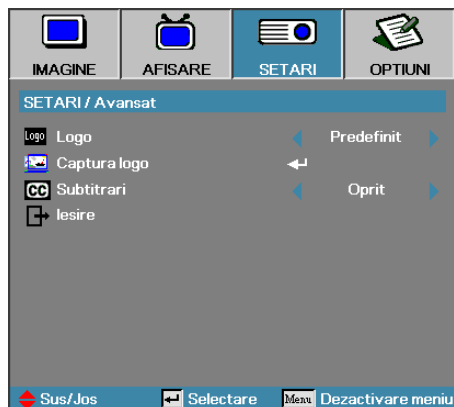 IMAGINE AFISARE SETARI OPTIUNI
SETARI / Avansat
Logo Logo Predefinit
Captura logo
CC Subtitrari Oprit
Iesire
Sus/Jos Selectare Menu Dezactivare meniu